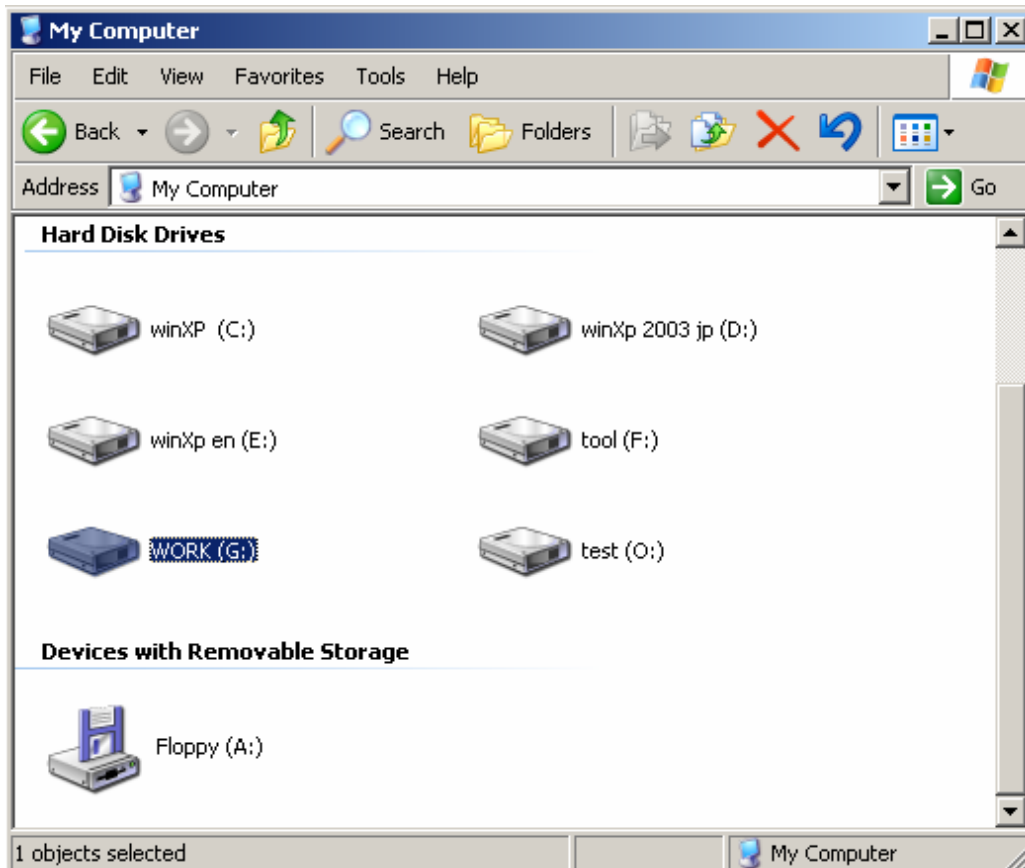 My Computer
File Edit View Favorites Tools Help
Back Search Folders
Address My Computer Go
Hard Disk Drives
winXP (C:) winXp 2003 jp (D:)
winXp en (E:) tool (F:)
WORK (G:) test (O:)
Devices with Removable Storage
Floppy (A:)
1 objects selected My Computer